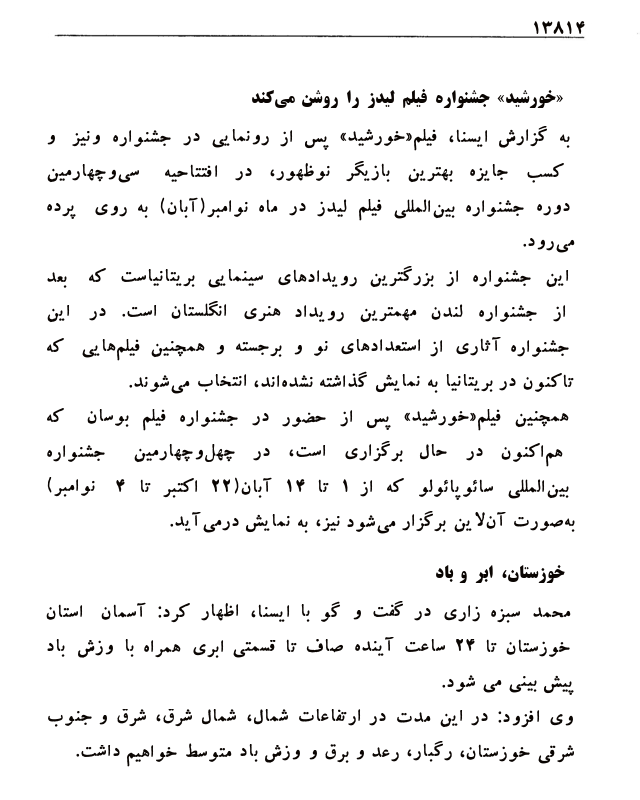 ۱۳۸۱۴
«خورشید» جشنواره فیلم لیدز را روشن می‌کند
به گزارش ایسنا، فیلم«خورشید» پس از رونمایی در جشنواره ونیز و
کسب جایزه بهترین بازیگر نوظهور، در افتتاحیه سی‌وچهارمین
دوره جشنواره بین‌المللی فیلم لیدز در ماه نوامبر(آبان) به روی پرده
می‌رود.
این جشنواره از بزرگترین رویدادهای سینمایی بریتانیاست که بعد
از جشنواره لندن مهمترین رویداد هنری انگلستان است. در این
جشنواره آثاری از استعدادهای نو و برجسته و همچنین فیلم‌هایی که
تاکنون در بریتانیا به نمایش گذاشته نشده‌اند، انتخاب می‌شوند.
همچنین فیلم«خورشید» پس از حضور در جشنواره فیلم بوسان که
هم‌اکنون در حال برگزاری است، در چهل‌وچهارمین جشنواره
بین‌المللی سائوپائولو که از ۱ تا ۱۴ آبان(۲۲ اکتبر تا ۴ نوامبر)
به‌صورت آن‌لاین برگزار می‌شود نیز، به نمایش درمی‌آید.
خوزستان، ابر و باد
محمد سبزه زاری در گفت و گو با ایسنا، اظهار کرد: آسمان استان
خوزستان تا ۲۴ ساعت آینده صاف تا قسمتی ابری همراه با وزش باد
پیش بینی می شود.
وی افزود: در این مدت در ارتفاعات شمال، شمال شرق، شرق و جنوب
شرقی خوزستان، رگبار، رعد و برق و وزش باد متوسط خواهیم داشت.